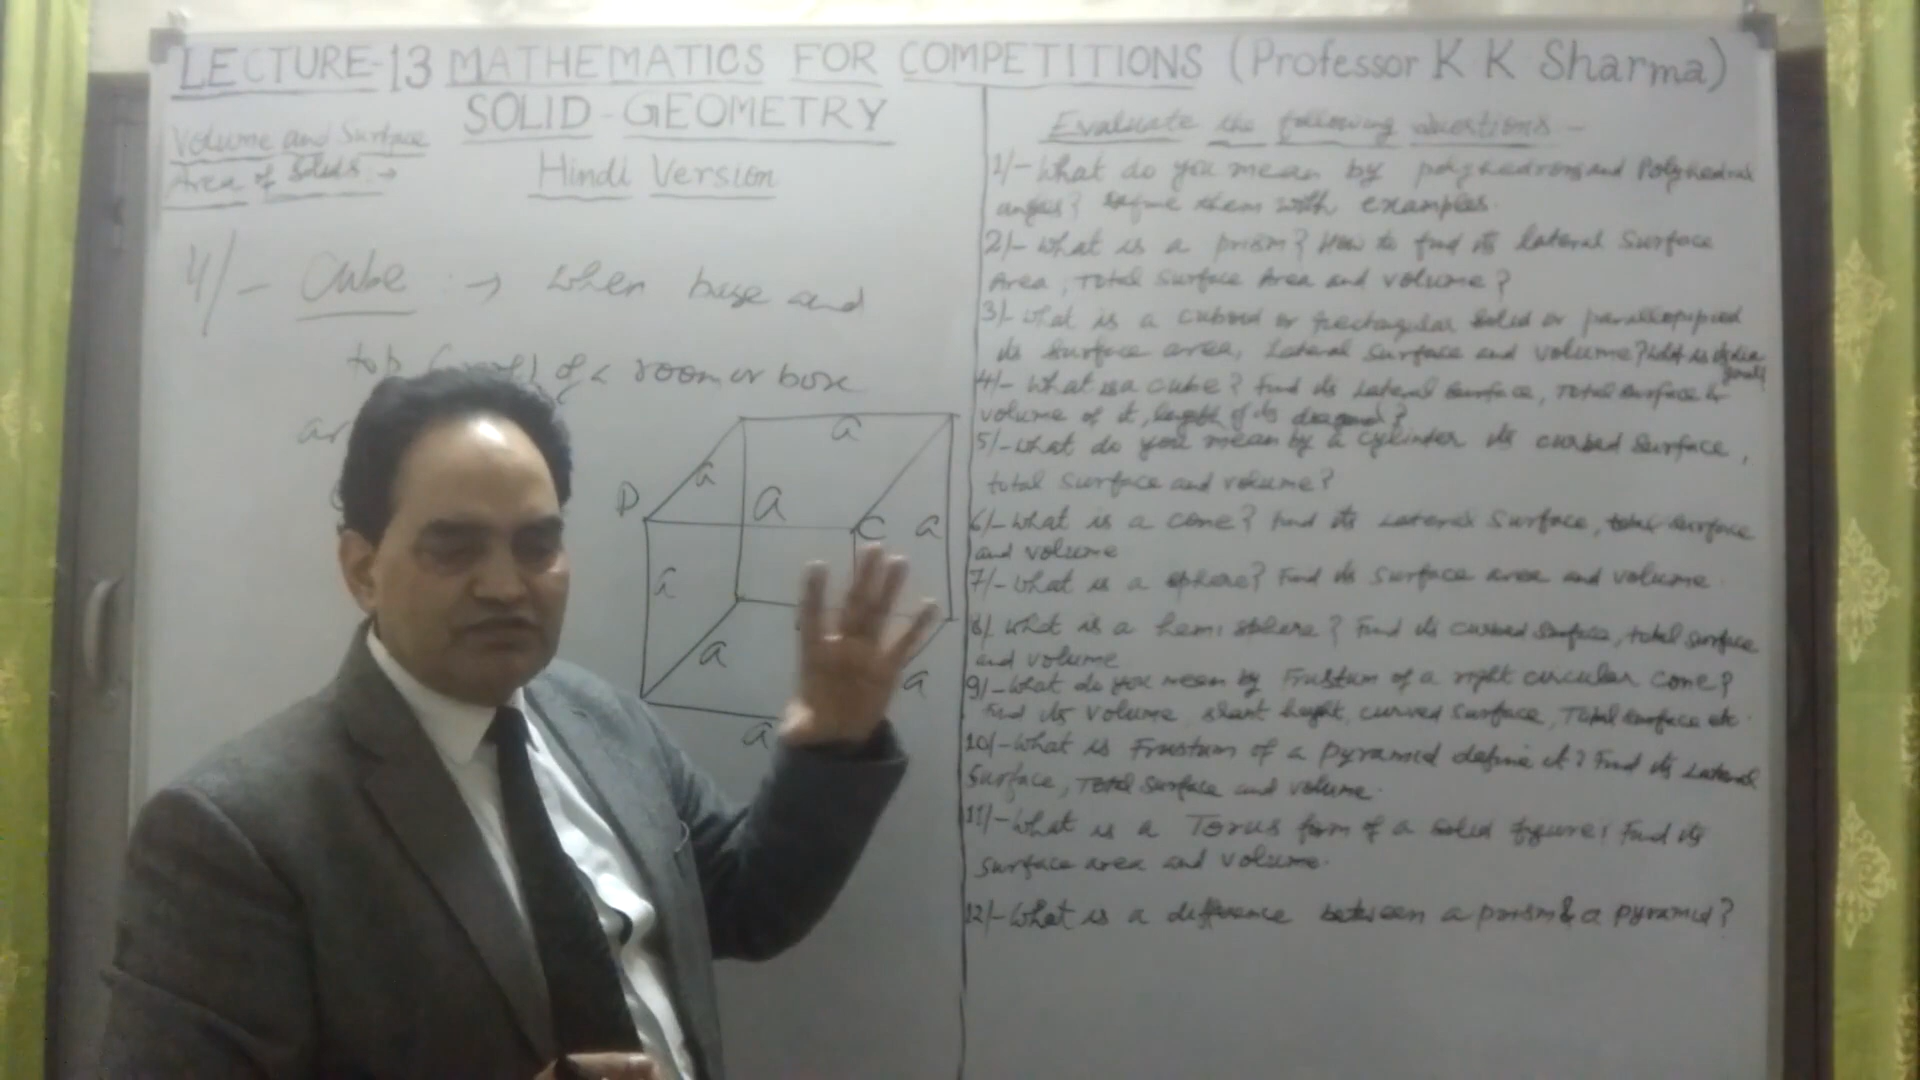 LECTURE-13 MATHEMATICS FOR COMPETITIONS (Professor K K Sharma)
SOLID-GEOMETRY
Hindi Version
Volume and Surface
Area of Solids →
4/- Cube → When base and
top of a room or box
D
C
a
a
a
a
a
a
a
a
Evaluate the following Questions -
1/- What do you mean by polyhedrons and Polyhedral
angles? define them with examples.
2/- What is a prism? How to find its lateral Surface
Area, Total Surface Area and volume?
3/- What is a cuboid or rectangular solid or parallopiped
its Surface area, Lateral Surface and volume?
4/- What is a cube? Find its Lateral Surface, Total Surface &
volume of it, length of its diagonal?
5/- What do you mean by a cylinder its curved Surface,
total Surface and volume?
6/- What is a cone? Find its Lateral Surface, total surface
and volume
7/- What is a sphere? Find its Surface area and volume.
8/- What is a hemi sphere? Find its curved Surface, total surface
and volume
9/- What do you mean by Frustum of a right circular cone?
Find its Volume, slant height, curved Surface, Total Surface etc.
10/- What is Frustum of a pyramid define it? Find its Lateral
Surface, Total Surface and volume.
11/- What is a Torus form of a solid figure? Find its
surface area and volume.
12/- What is a difference between a prism & a pyramid?